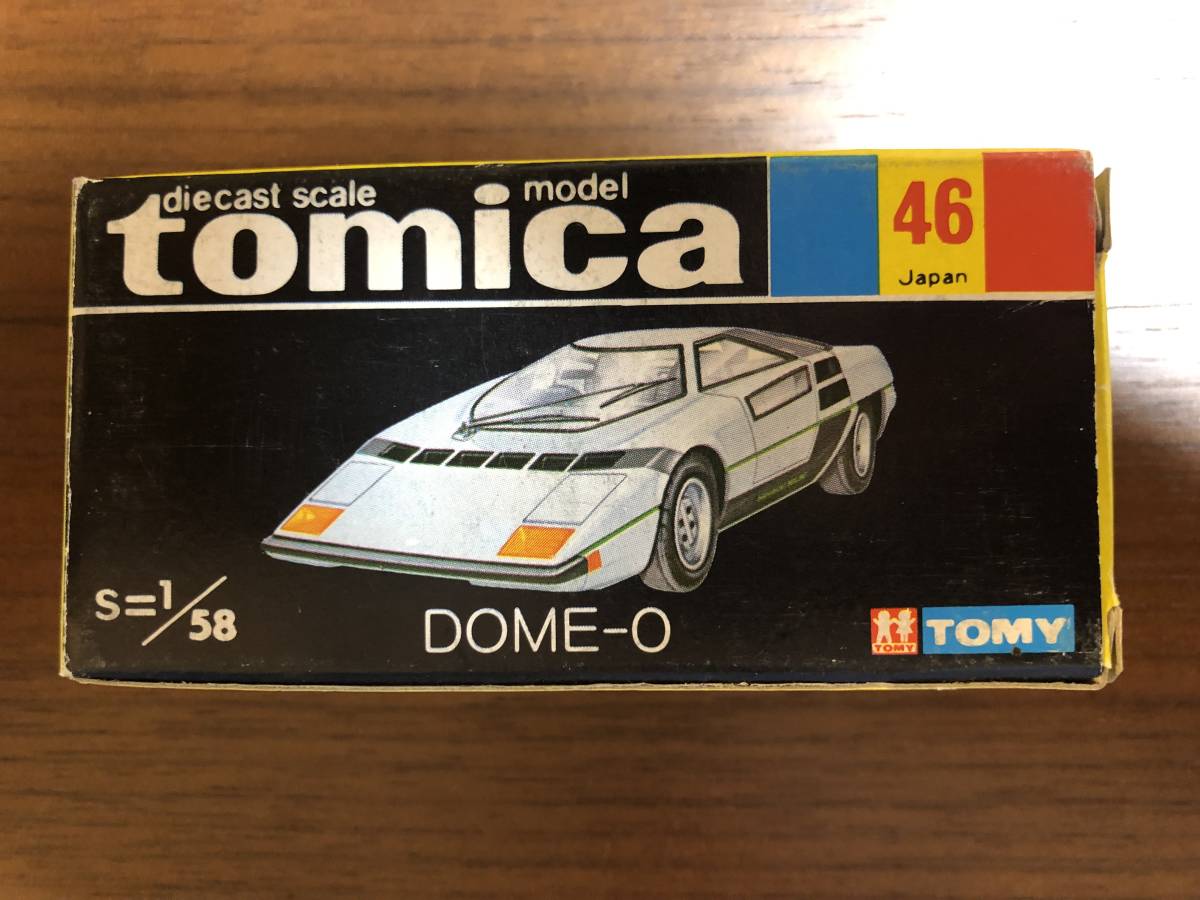 diecast scale model
tomica
46
Japan
S=1/58
DOME-O
TOMY
TOMY